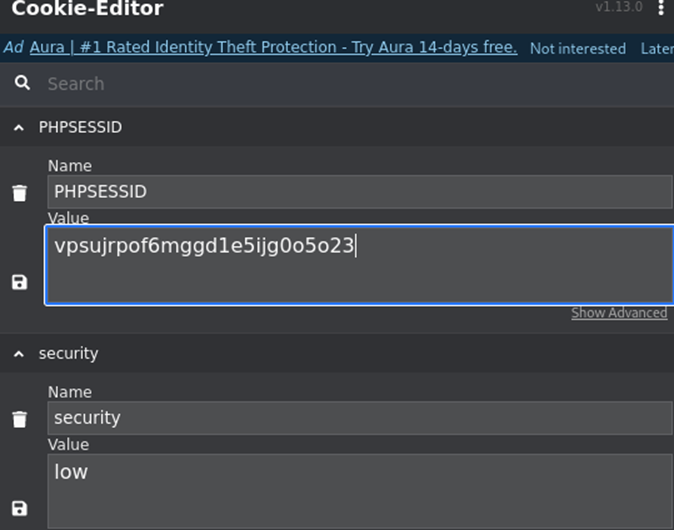 Cookie-Editor v1.13.0
Ad Aura | #1 Rated Identity Theft Protection - Try Aura 14-days free. Not interested Later
Search
PHPSESSID
Name
PHPSESSID
Value
vpsujrpof6mggd1e5ijg0o5o23
Show Advanced
security
Name
security
Value
low